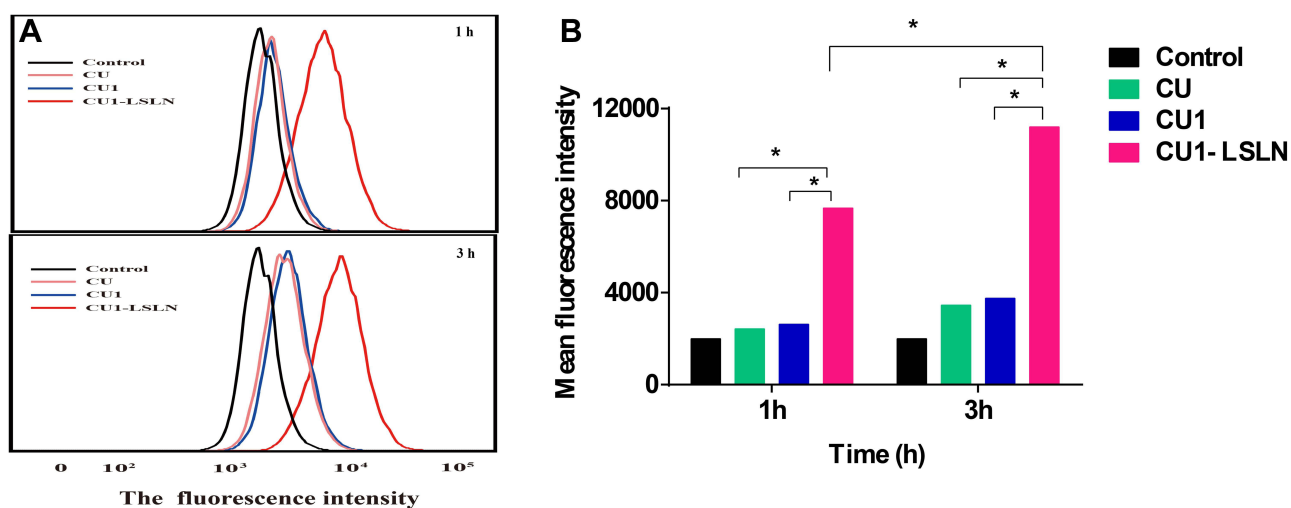 A
1 h
Control
CU
CU1
CU1-LSLN
3 h
Control
CU
CU1
CU1-LSLN
0 10² 10³ 10⁴ 10⁵
The fluorescence intensity
B
Mean fluorescence intensity
12000
8000
4000
0
* * * * *
1h 3h
Time (h)
Control
CU
CU1
CU1- LSLN